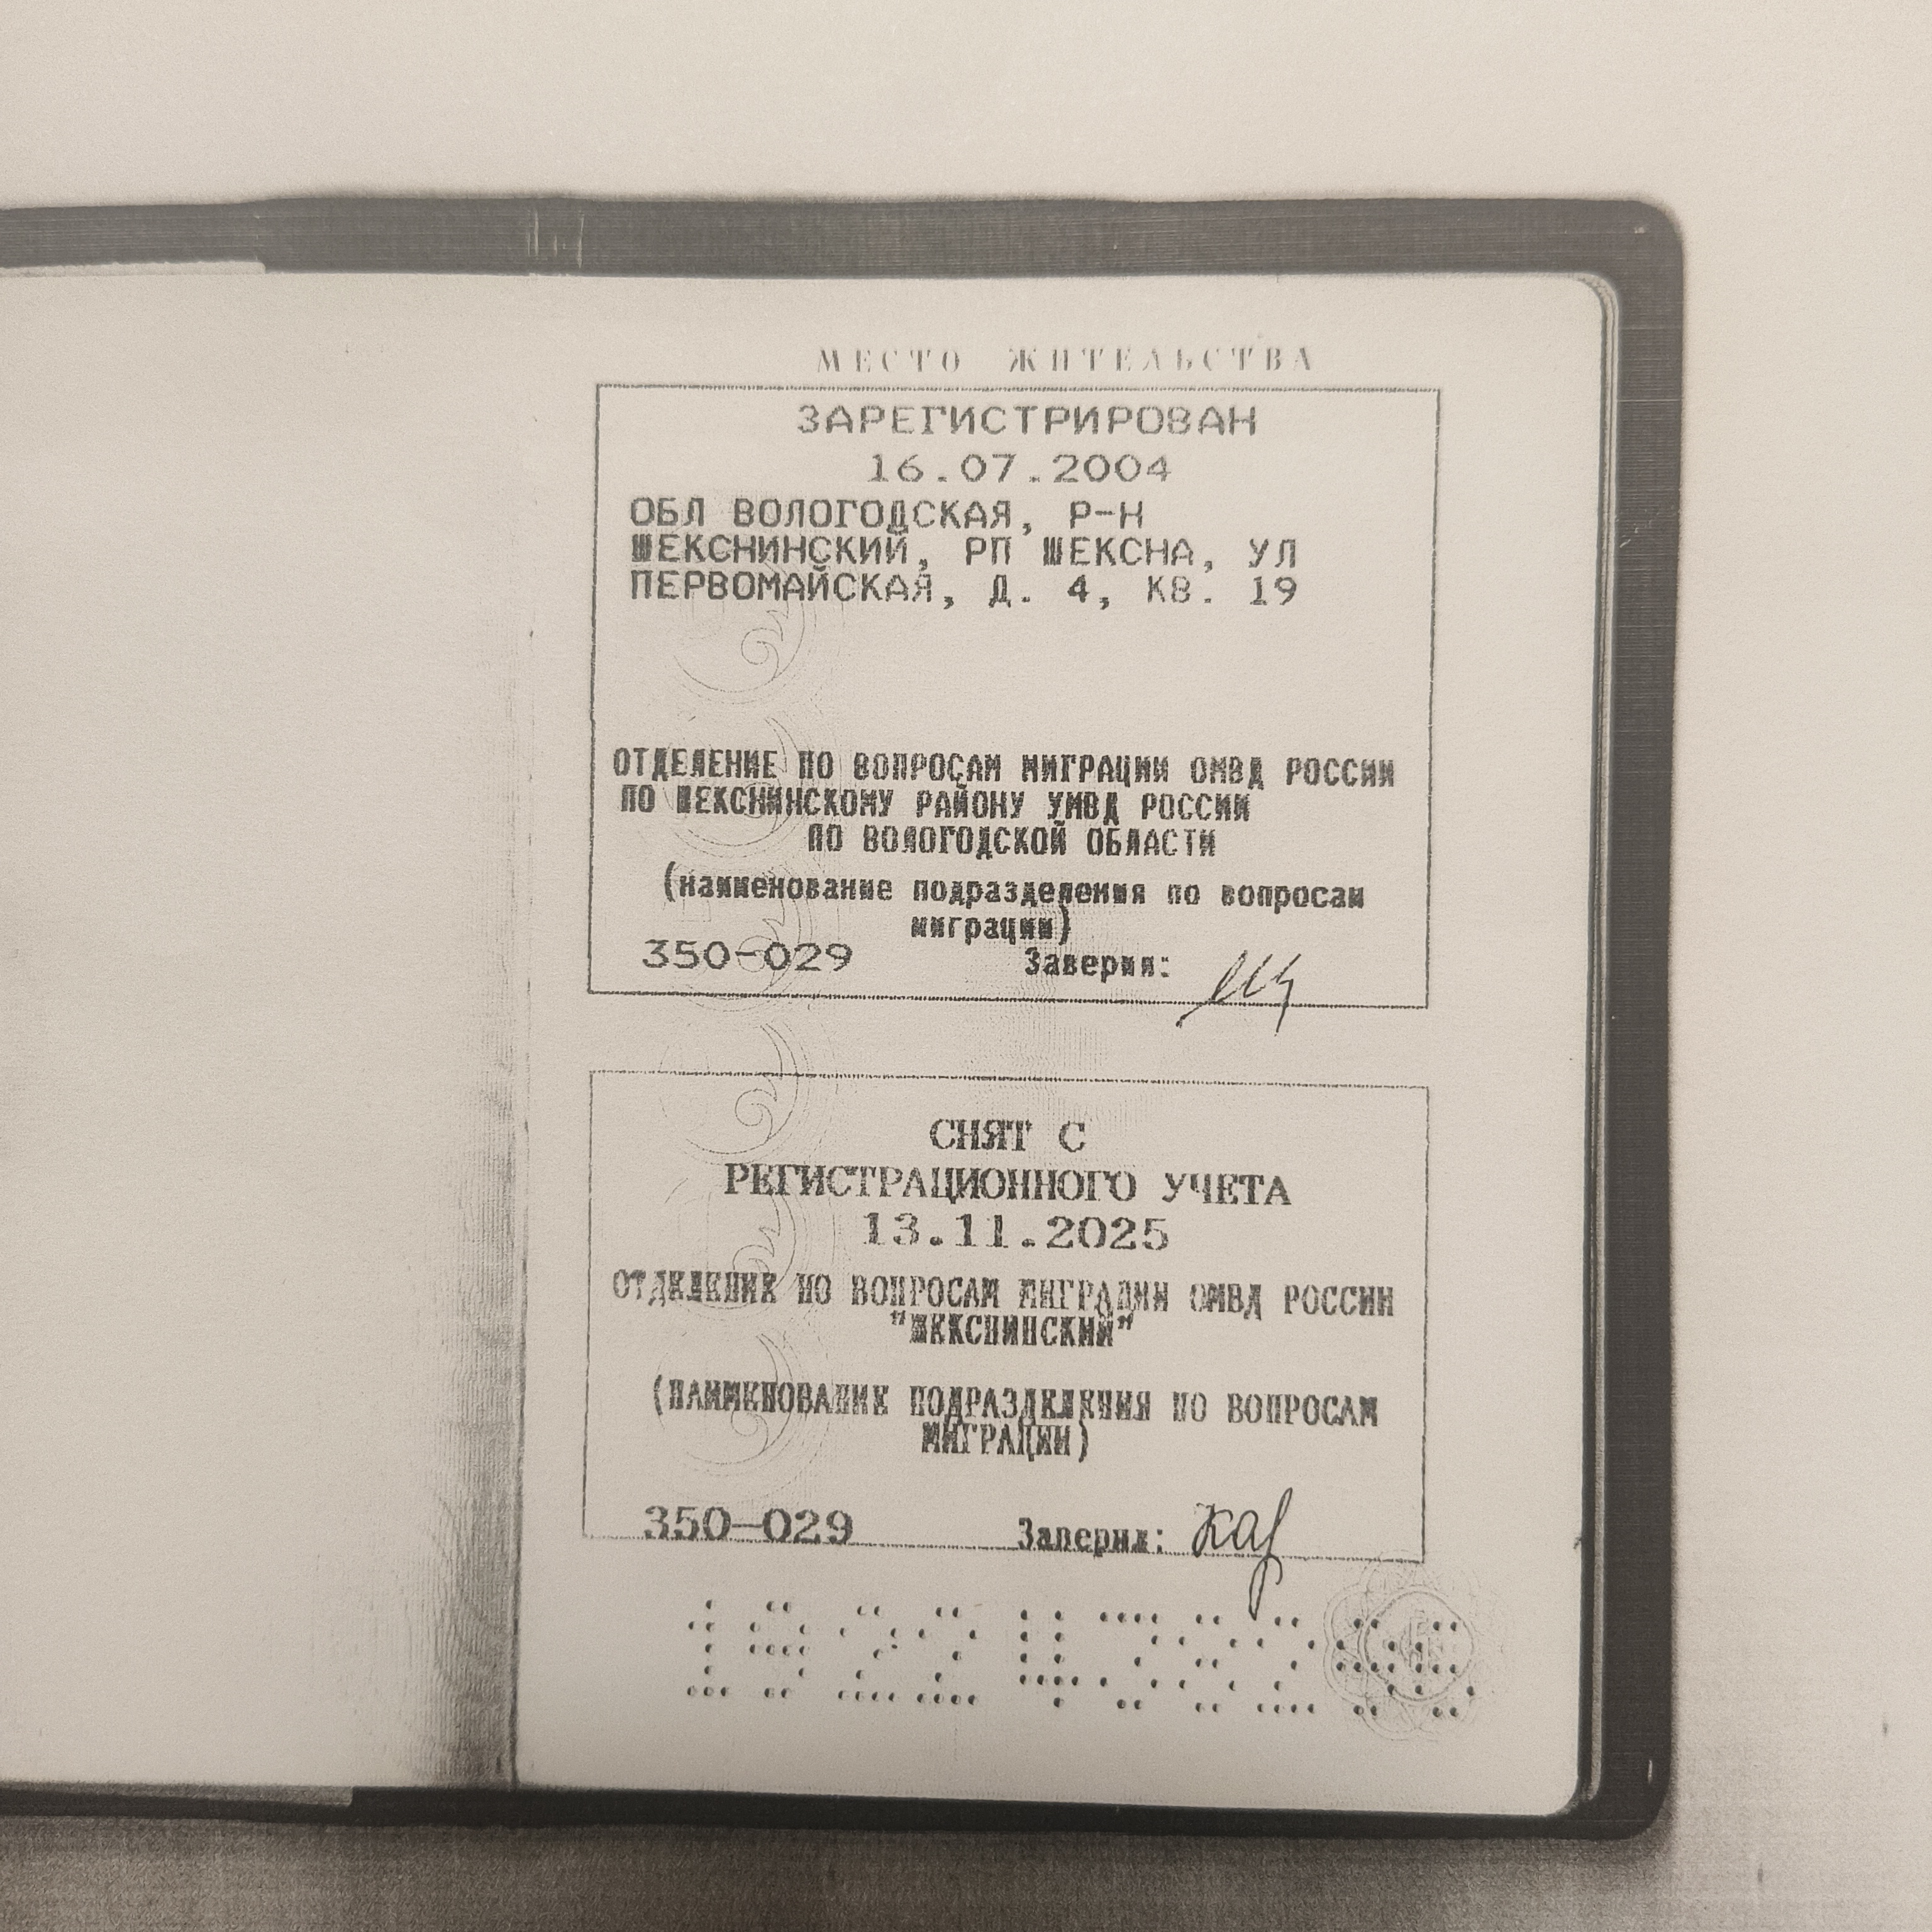 МЕСТО ЖИТЕЛЬСТВА
ЗАРЕГИСТРИРОВАН
16.07.2004
ОБЛ ВОЛОГОДСКАЯ, Р-Н
ШЕКСНИНСКИЙ, РП ШЕКСНА, УЛ
ПЕРВОМАЙСКАЯ, Д. 4, КВ. 19
ОТДЕЛЕНИЕ ПО ВОПРОСАМ МИГРАЦИИ ОМВД РОССИИ
ПО ШЕКСНИНСКОМУ РАЙОНУ УМВД РОССИИ
ПО ВОЛОГОДСКОЙ ОБЛАСТИ
(наименование подразделения по вопросам
миграции)
350-029 Заверил:
СНЯТ С
РЕГИСТРАЦИОННОГО УЧЕТА
13.11.2025
ОТДЕЛЕНИЕ ПО ВОПРОСАМ МИГРАЦИИ ОМВД РОССИИ
"ШЕКСНИНСКИЙ"
(НАИМЕНОВАНИЕ ПОДРАЗДЕЛЕНИЯ ПО ВОПРОСАМ
МИГРАЦИИ)
350-029 Заверил: